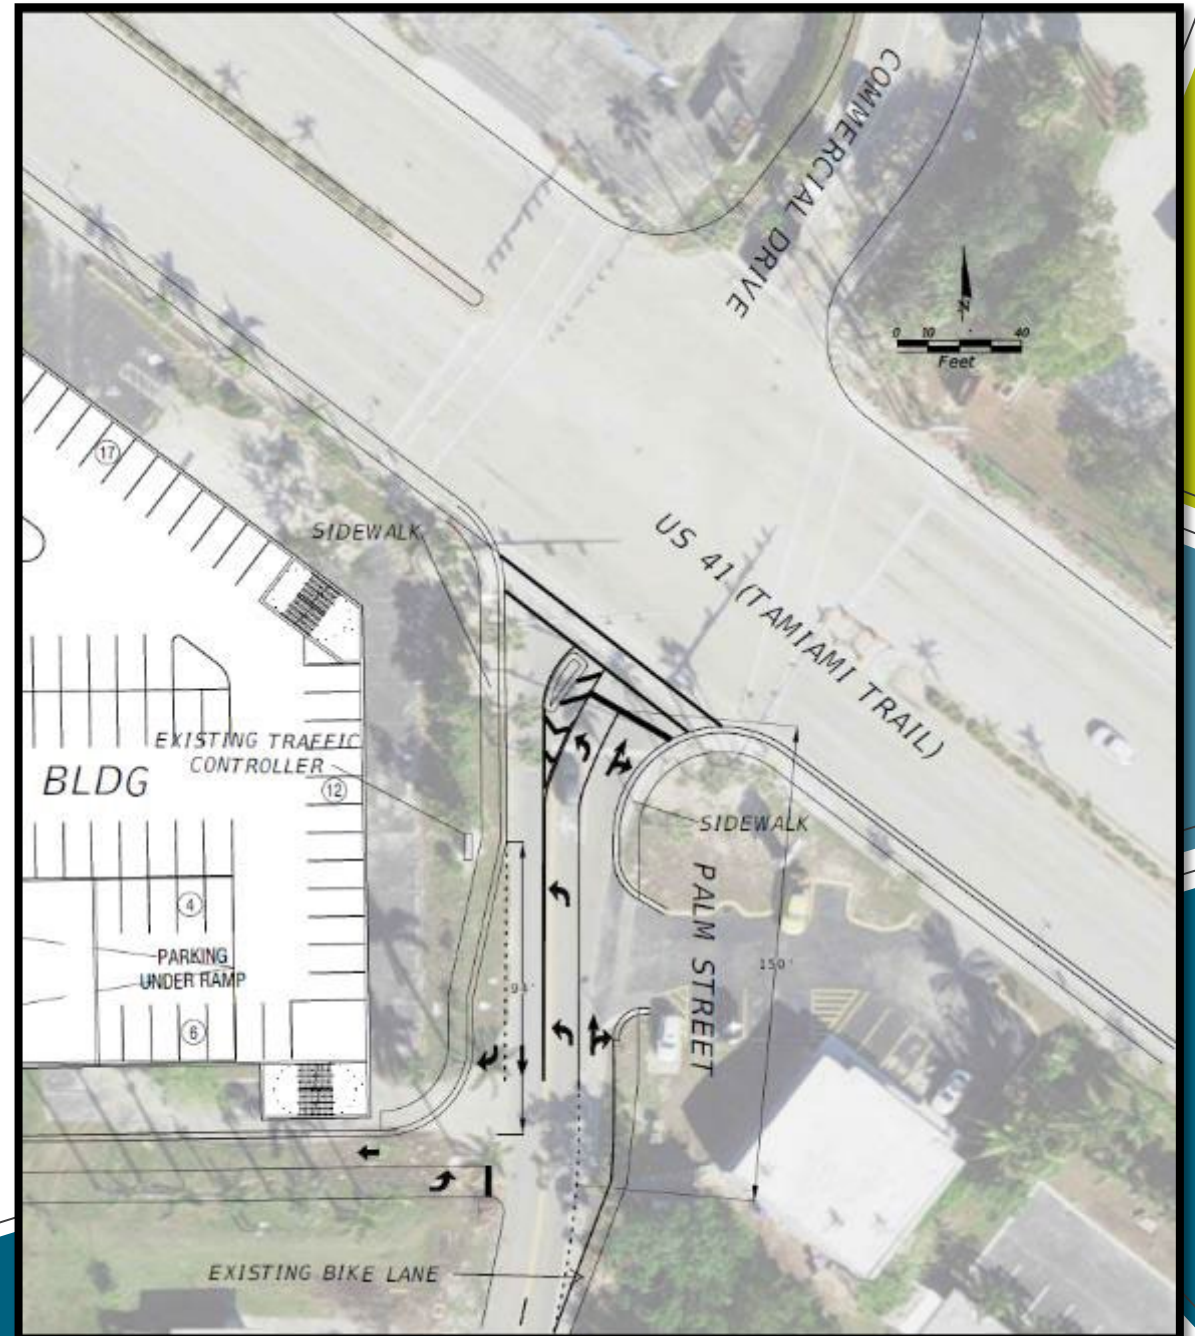 COMMERCIAL DRIVE
0 10 40
Feet
17
SIDEWALK
US 41 (TAMIAMI TRAIL)
EXISTING TRAFFIC
CONTROLLER
BLDG
12
SIDEWALK
PALM STREET
4
PARKING
UNDER RAMP
150'
6
EXISTING BIKE LANE